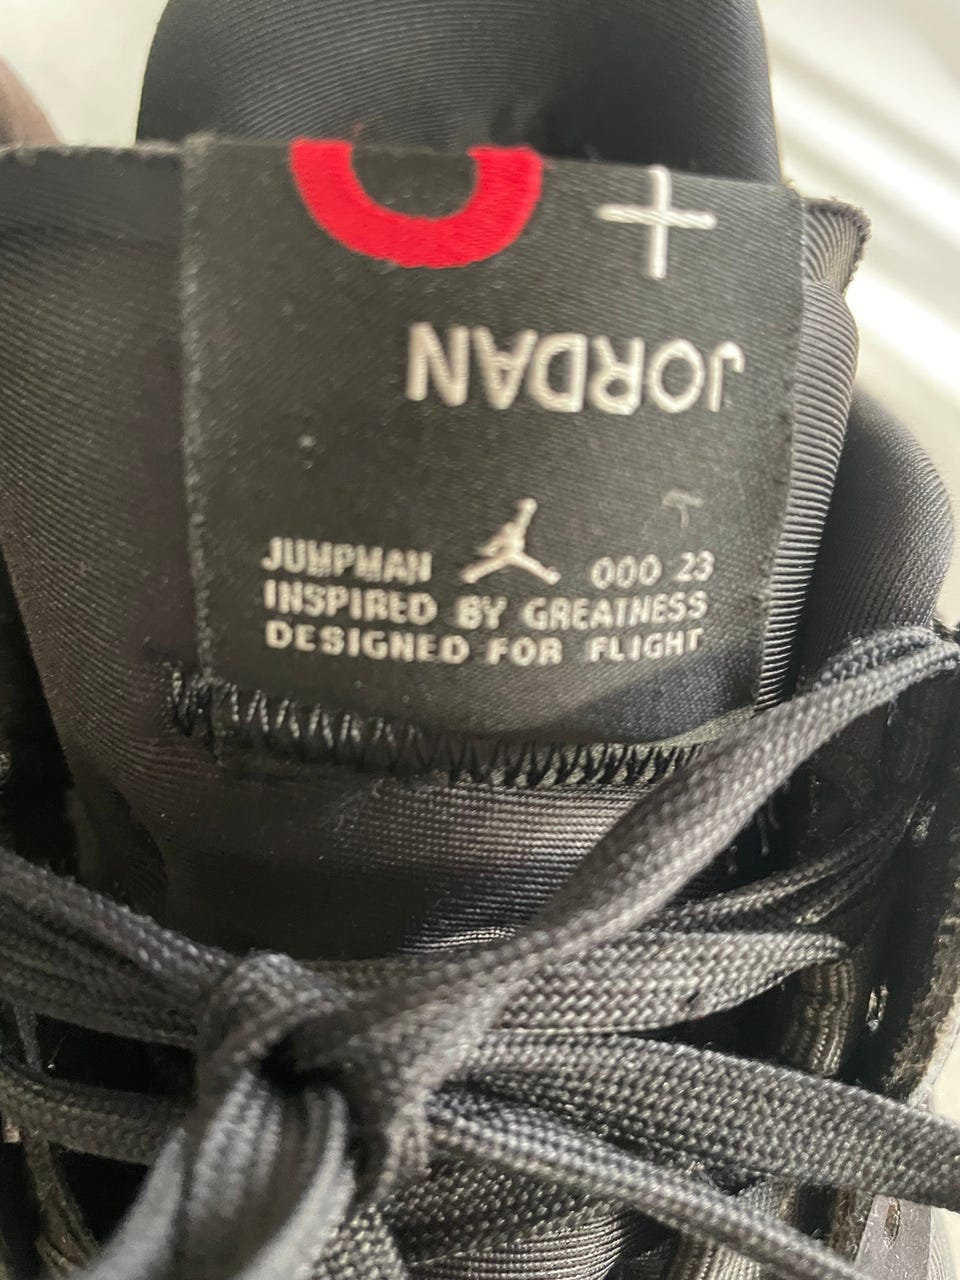 +
JORDAN
JUMPMAN 000 23
INSPIRED BY GREATNESS
DESIGNED FOR FLIGHT